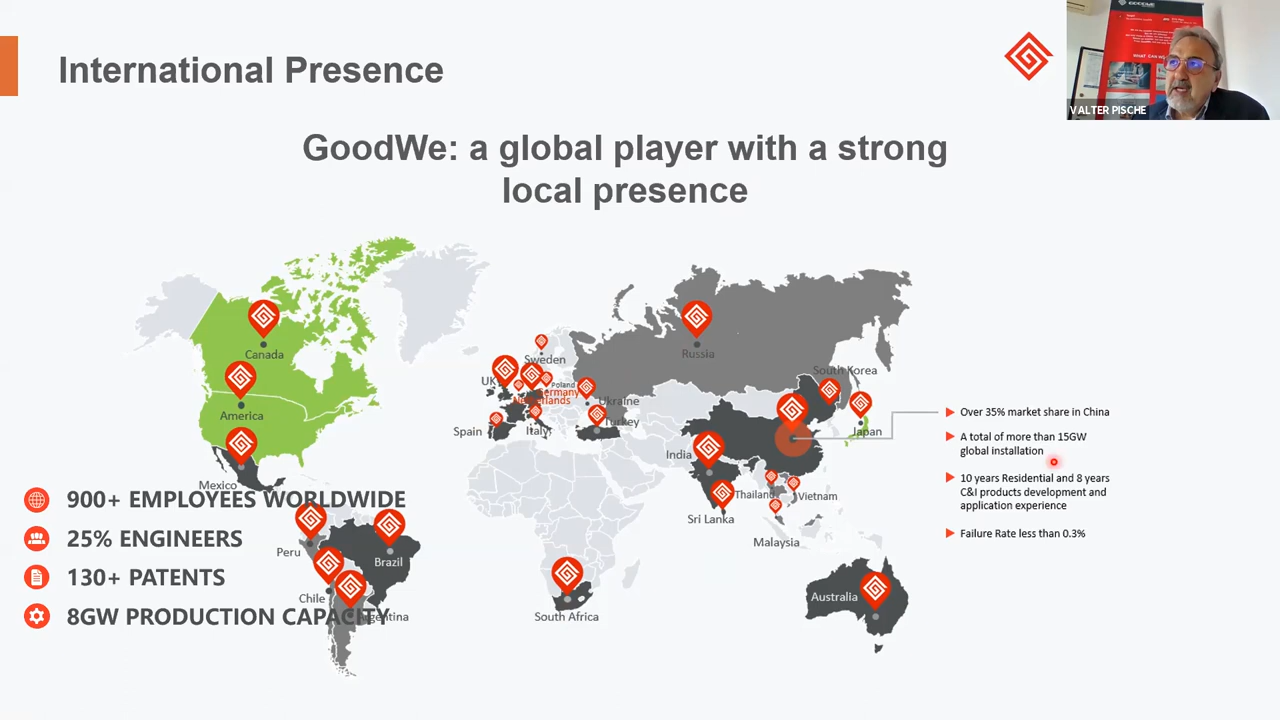 International Presence
GOODWE
WHAT CAN
VALTER PISCHE
GoodWe: a global player with a strong
local presence
Canada
America
Mexico
Sweden
UK
Poland
Germany
Netherlands
Ukraine
Spain
Italy
Turkey
Russia
South Korea
Japan
India
Thailand
Vietnam
Sri Lanka
Malaysia
Peru
Brazil
Chile
Argentina
South Africa
Australia
900+ EMPLOYEES WORLDWIDE
25% ENGINEERS
130+ PATENTS
8GW PRODUCTION CAPACITY
Over 35% market share in China
A total of more than 15GW
global installation
10 years Residential and 8 years
C&I products development and
application experience
Failure Rate less than 0.3%